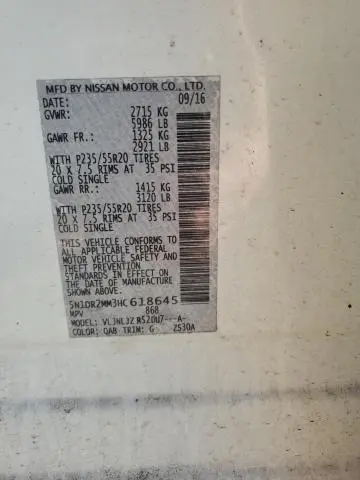 MFD BY NISSAN MOTOR CO., LTD.
DATE: 09/16
GVWR: 2715 KG
5986 LB
GAWR FR.: 1325 KG
2921 LB
WITH P235/55R20 TIRES
20 x 7.5 RIMS AT 35 PSI
COLD SINGLE
GAWR RR.: 1415 KG
3120 LB
WITH P235/55R20 TIRES
20 x 7.5 RIMS AT 35 PSI
COLD SINGLE
THIS VEHICLE CONFORMS TO
ALL APPLICABLE FEDERAL
MOTOR VEHICLE SAFETY AND
THEFT PREVENTION
STANDARDS IN EFFECT ON
THE DATE OF MANUFACTURE.
5N1DR2MM3HC618645
MPV 868
MODEL: VLJNLJZ R52UU7---A-
COLOR: QAB TRIM: G ZS30A